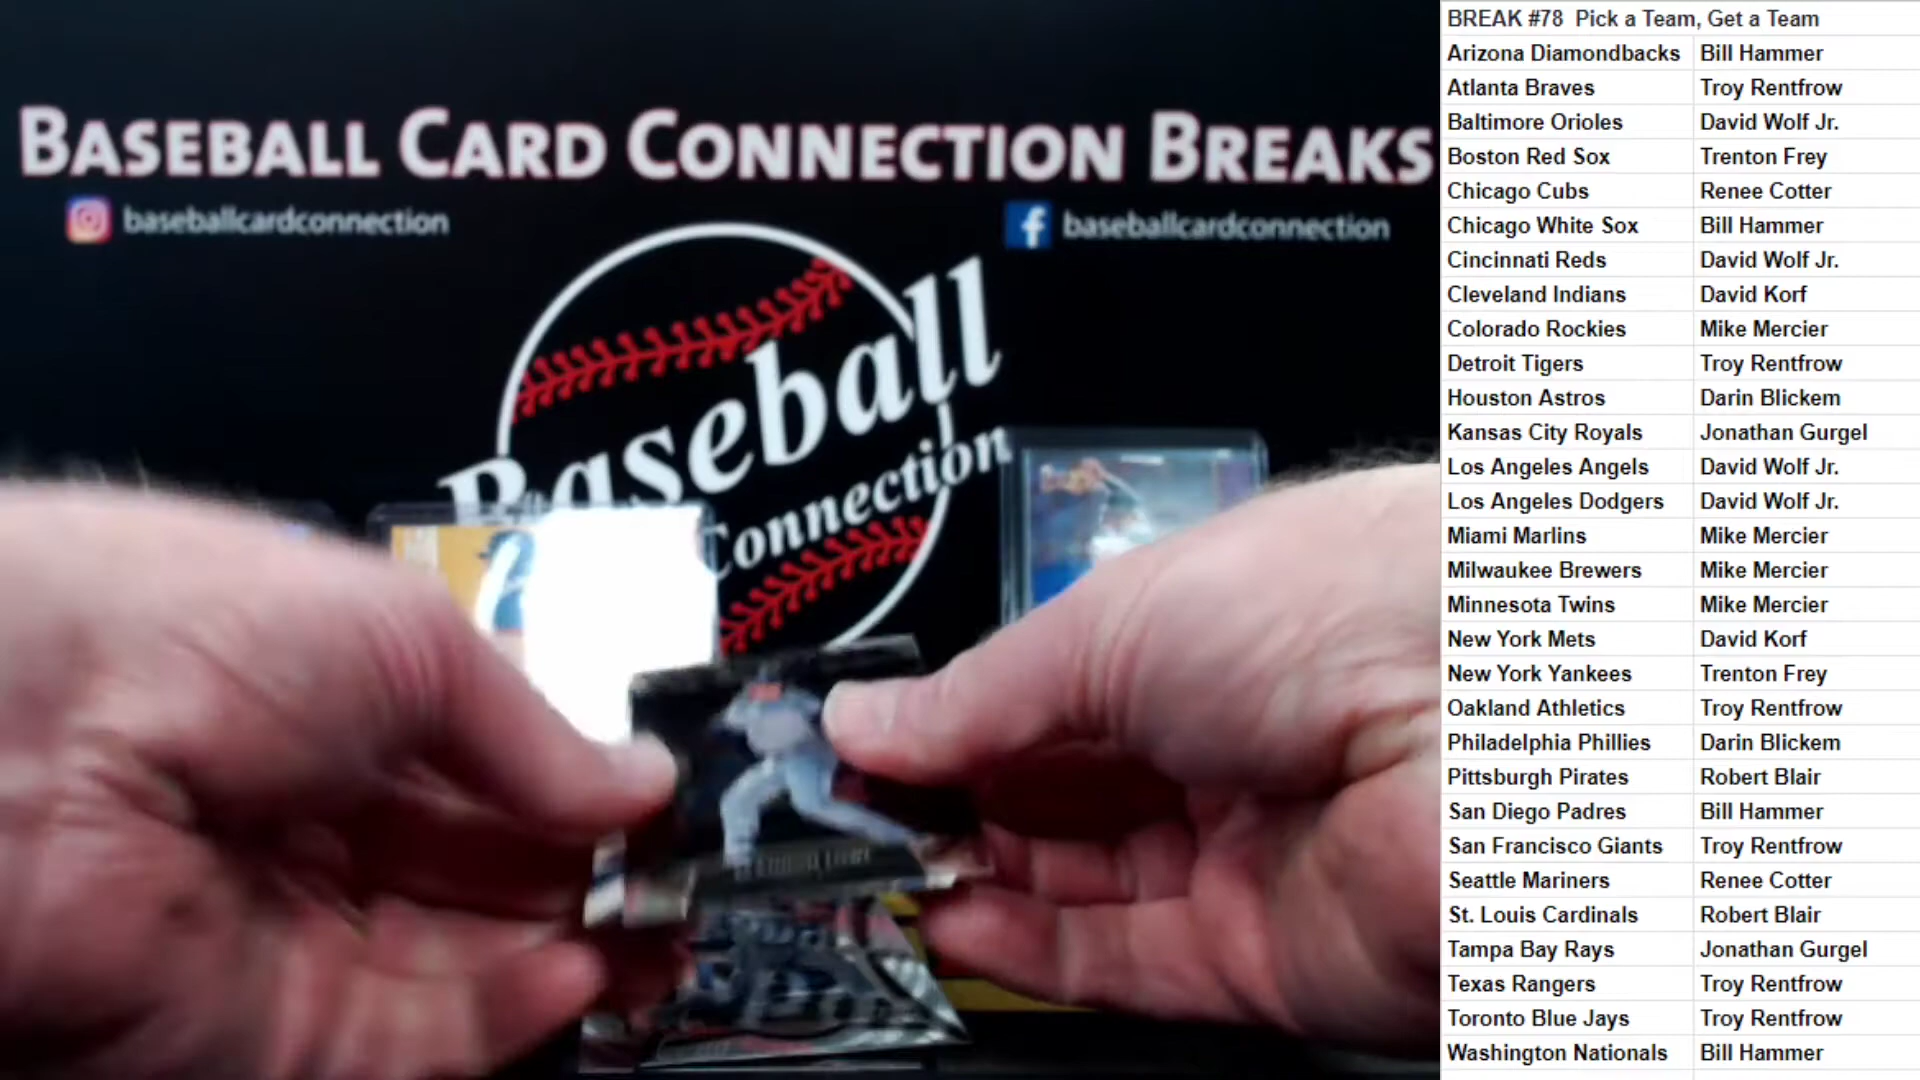 BASEBALL CARD CONNECTION BREAKS
baseballcardconnection
baseballcardconnection
Baseball
Connection
BREAK #78 Pick a Team, Get a Team
Arizona Diamondbacks Bill Hammer
Atlanta Braves Troy Rentfrow
Baltimore Orioles David Wolf Jr.
Boston Red Sox Trenton Frey
Chicago Cubs Renee Cotter
Chicago White Sox Bill Hammer
Cincinnati Reds David Wolf Jr.
Cleveland Indians David Korf
Colorado Rockies Mike Mercier
Detroit Tigers Troy Rentfrow
Houston Astros Darin Blickem
Kansas City Royals Jonathan Gurgel
Los Angeles Angels David Wolf Jr.
Los Angeles Dodgers David Wolf Jr.
Miami Marlins Mike Mercier
Milwaukee Brewers Mike Mercier
Minnesota Twins Mike Mercier
New York Mets David Korf
New York Yankees Trenton Frey
Oakland Athletics Troy Rentfrow
Philadelphia Phillies Darin Blickem
Pittsburgh Pirates Robert Blair
San Diego Padres Bill Hammer
San Francisco Giants Troy Rentfrow
Seattle Mariners Renee Cotter
St. Louis Cardinals Robert Blair
Tampa Bay Rays Jonathan Gurgel
Texas Rangers Troy Rentfrow
Toronto Blue Jays Troy Rentfrow
Washington Nationals Bill Hammer